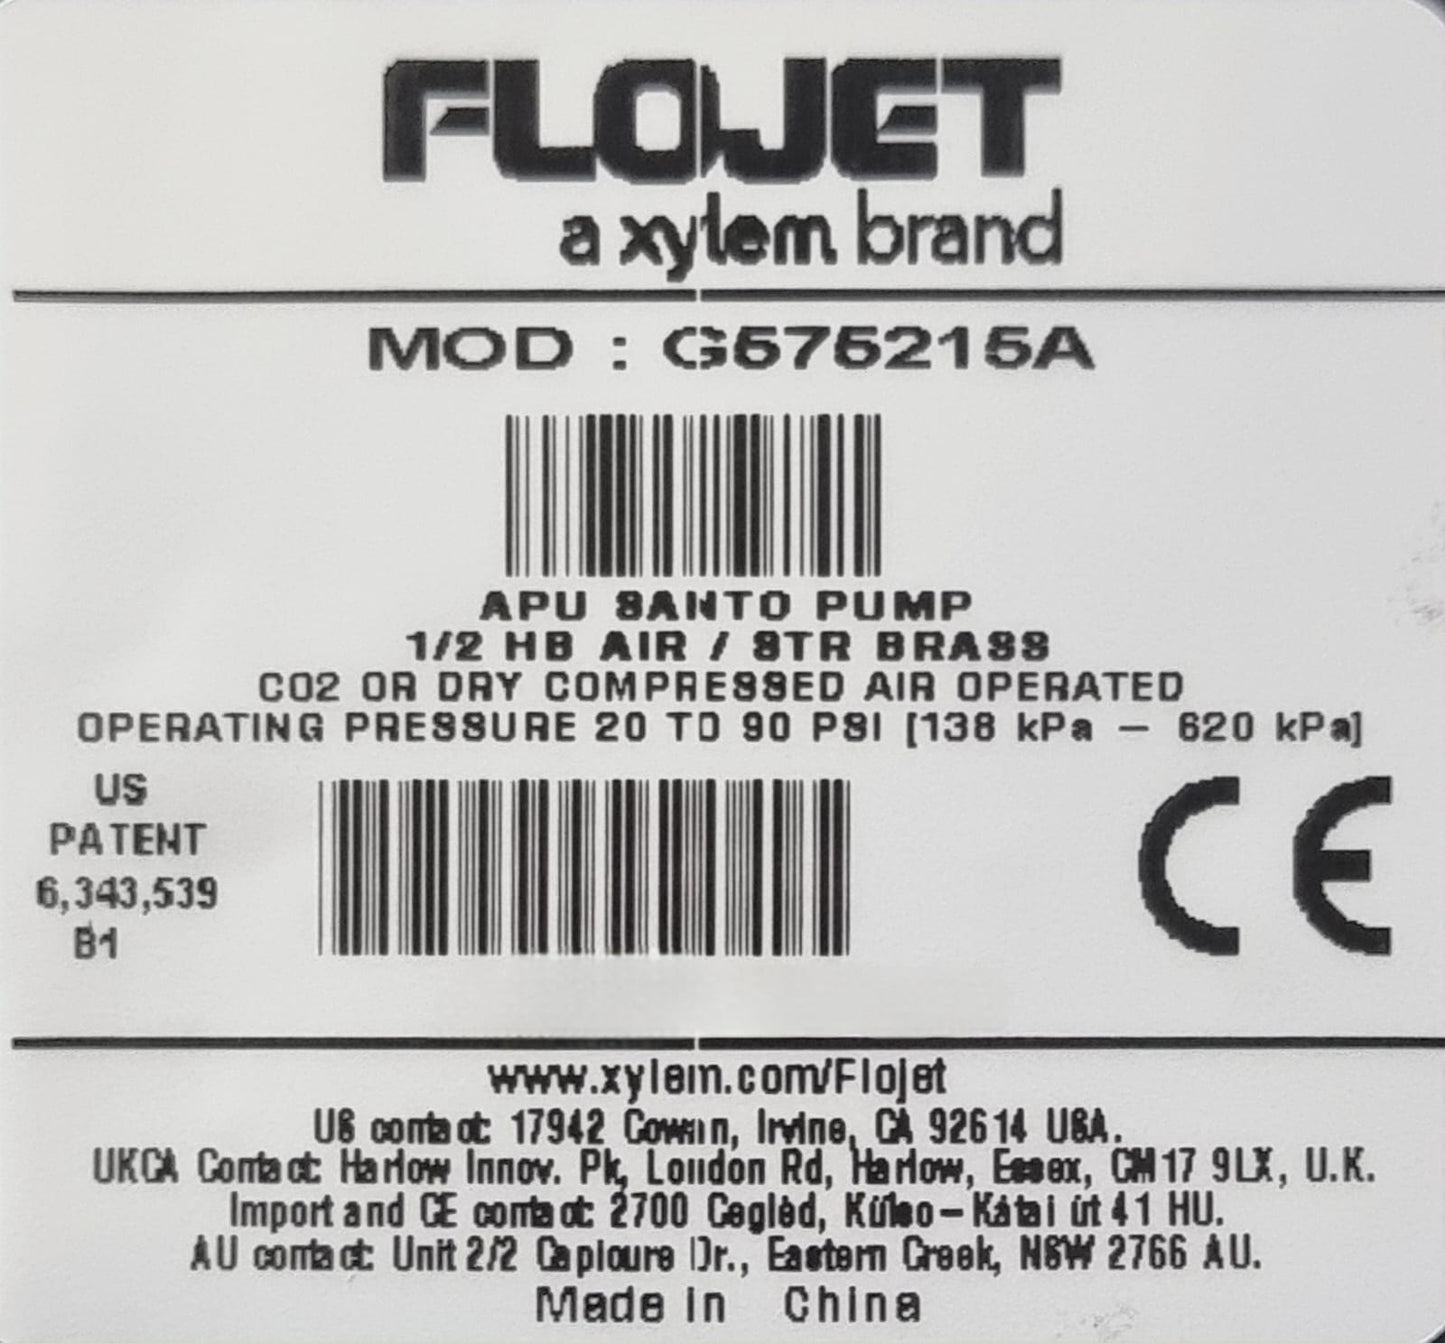 FLOJET
a xylem brand
MOD : G575215A
APU SANTO PUMP
1/2 HB AIR / STR BRASS
CO2 OR DRY COMPRESSED AIR OPERATED
OPERATING PRESSURE 20 TO 90 PSI [138 kPa – 620 kPa]
US
PATENT
6,343,539
B1
CE
www.xylem.com/Flojet
US contact: 17942 Cowan, Irvine, CA 92614 USA.
UKCA Contact: Harlow Innov. Pk, London Rd, Harlow, Essex, CM17 9LX, U.K.
Import and CE contact: 2700 Cegléd, Külso – Kátai út 41 HU.
AU contact: Unit 2/2 Capicure Dr., Eastern Creek, NSW 2766 AU.
Made in China